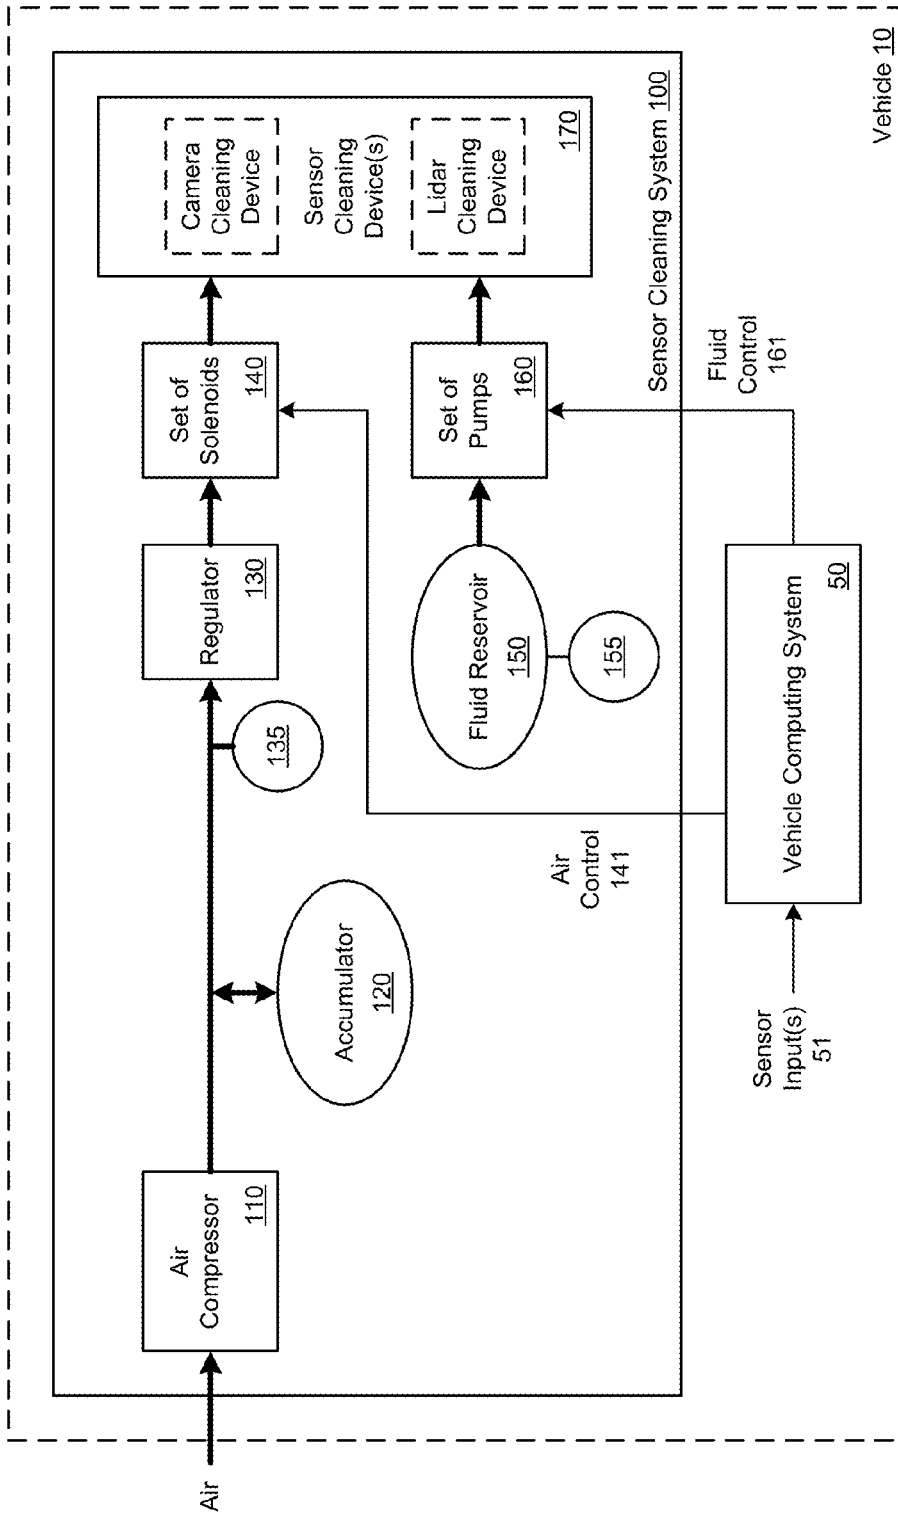 Air
Air
Compressor
110
Accumulator
120
135
Regulator
130
Set of
Solenoids
140
Camera
Cleaning
Device
Sensor
Cleaning
Device(s)
Lidar
Cleaning
Device
170
Fluid Reservoir
150
155
Set of
Pumps
160
Sensor Cleaning System 100
Air
Control
141
Fluid
Control
161
Sensor
Input(s)
51
Vehicle Computing System
50
Vehicle 10